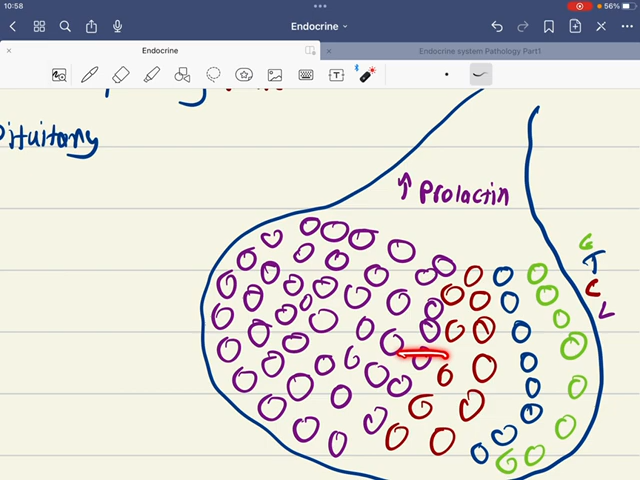 10:58
56%
Endocrine
Endocrine
Endocrine system Pathology Part1
T
Pituitary
↑ Prolactin
G
T
C
L